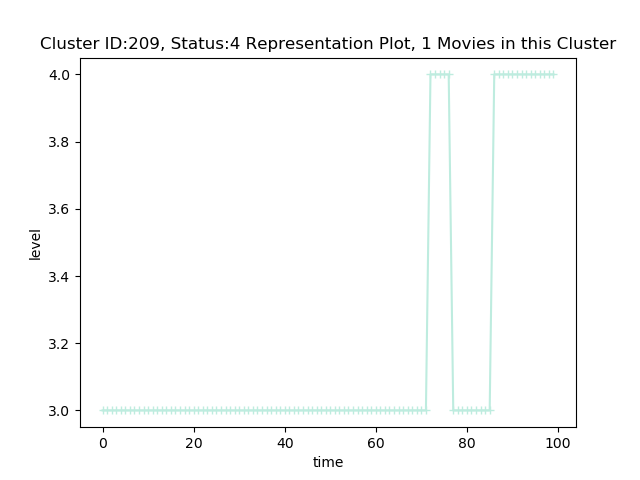 Cluster ID:209, Status:4 Representation Plot, 1 Movies in this Cluster
4.0
3.8
3.6
3.4
3.2
3.0
level
0 20 40 60 80 100
time